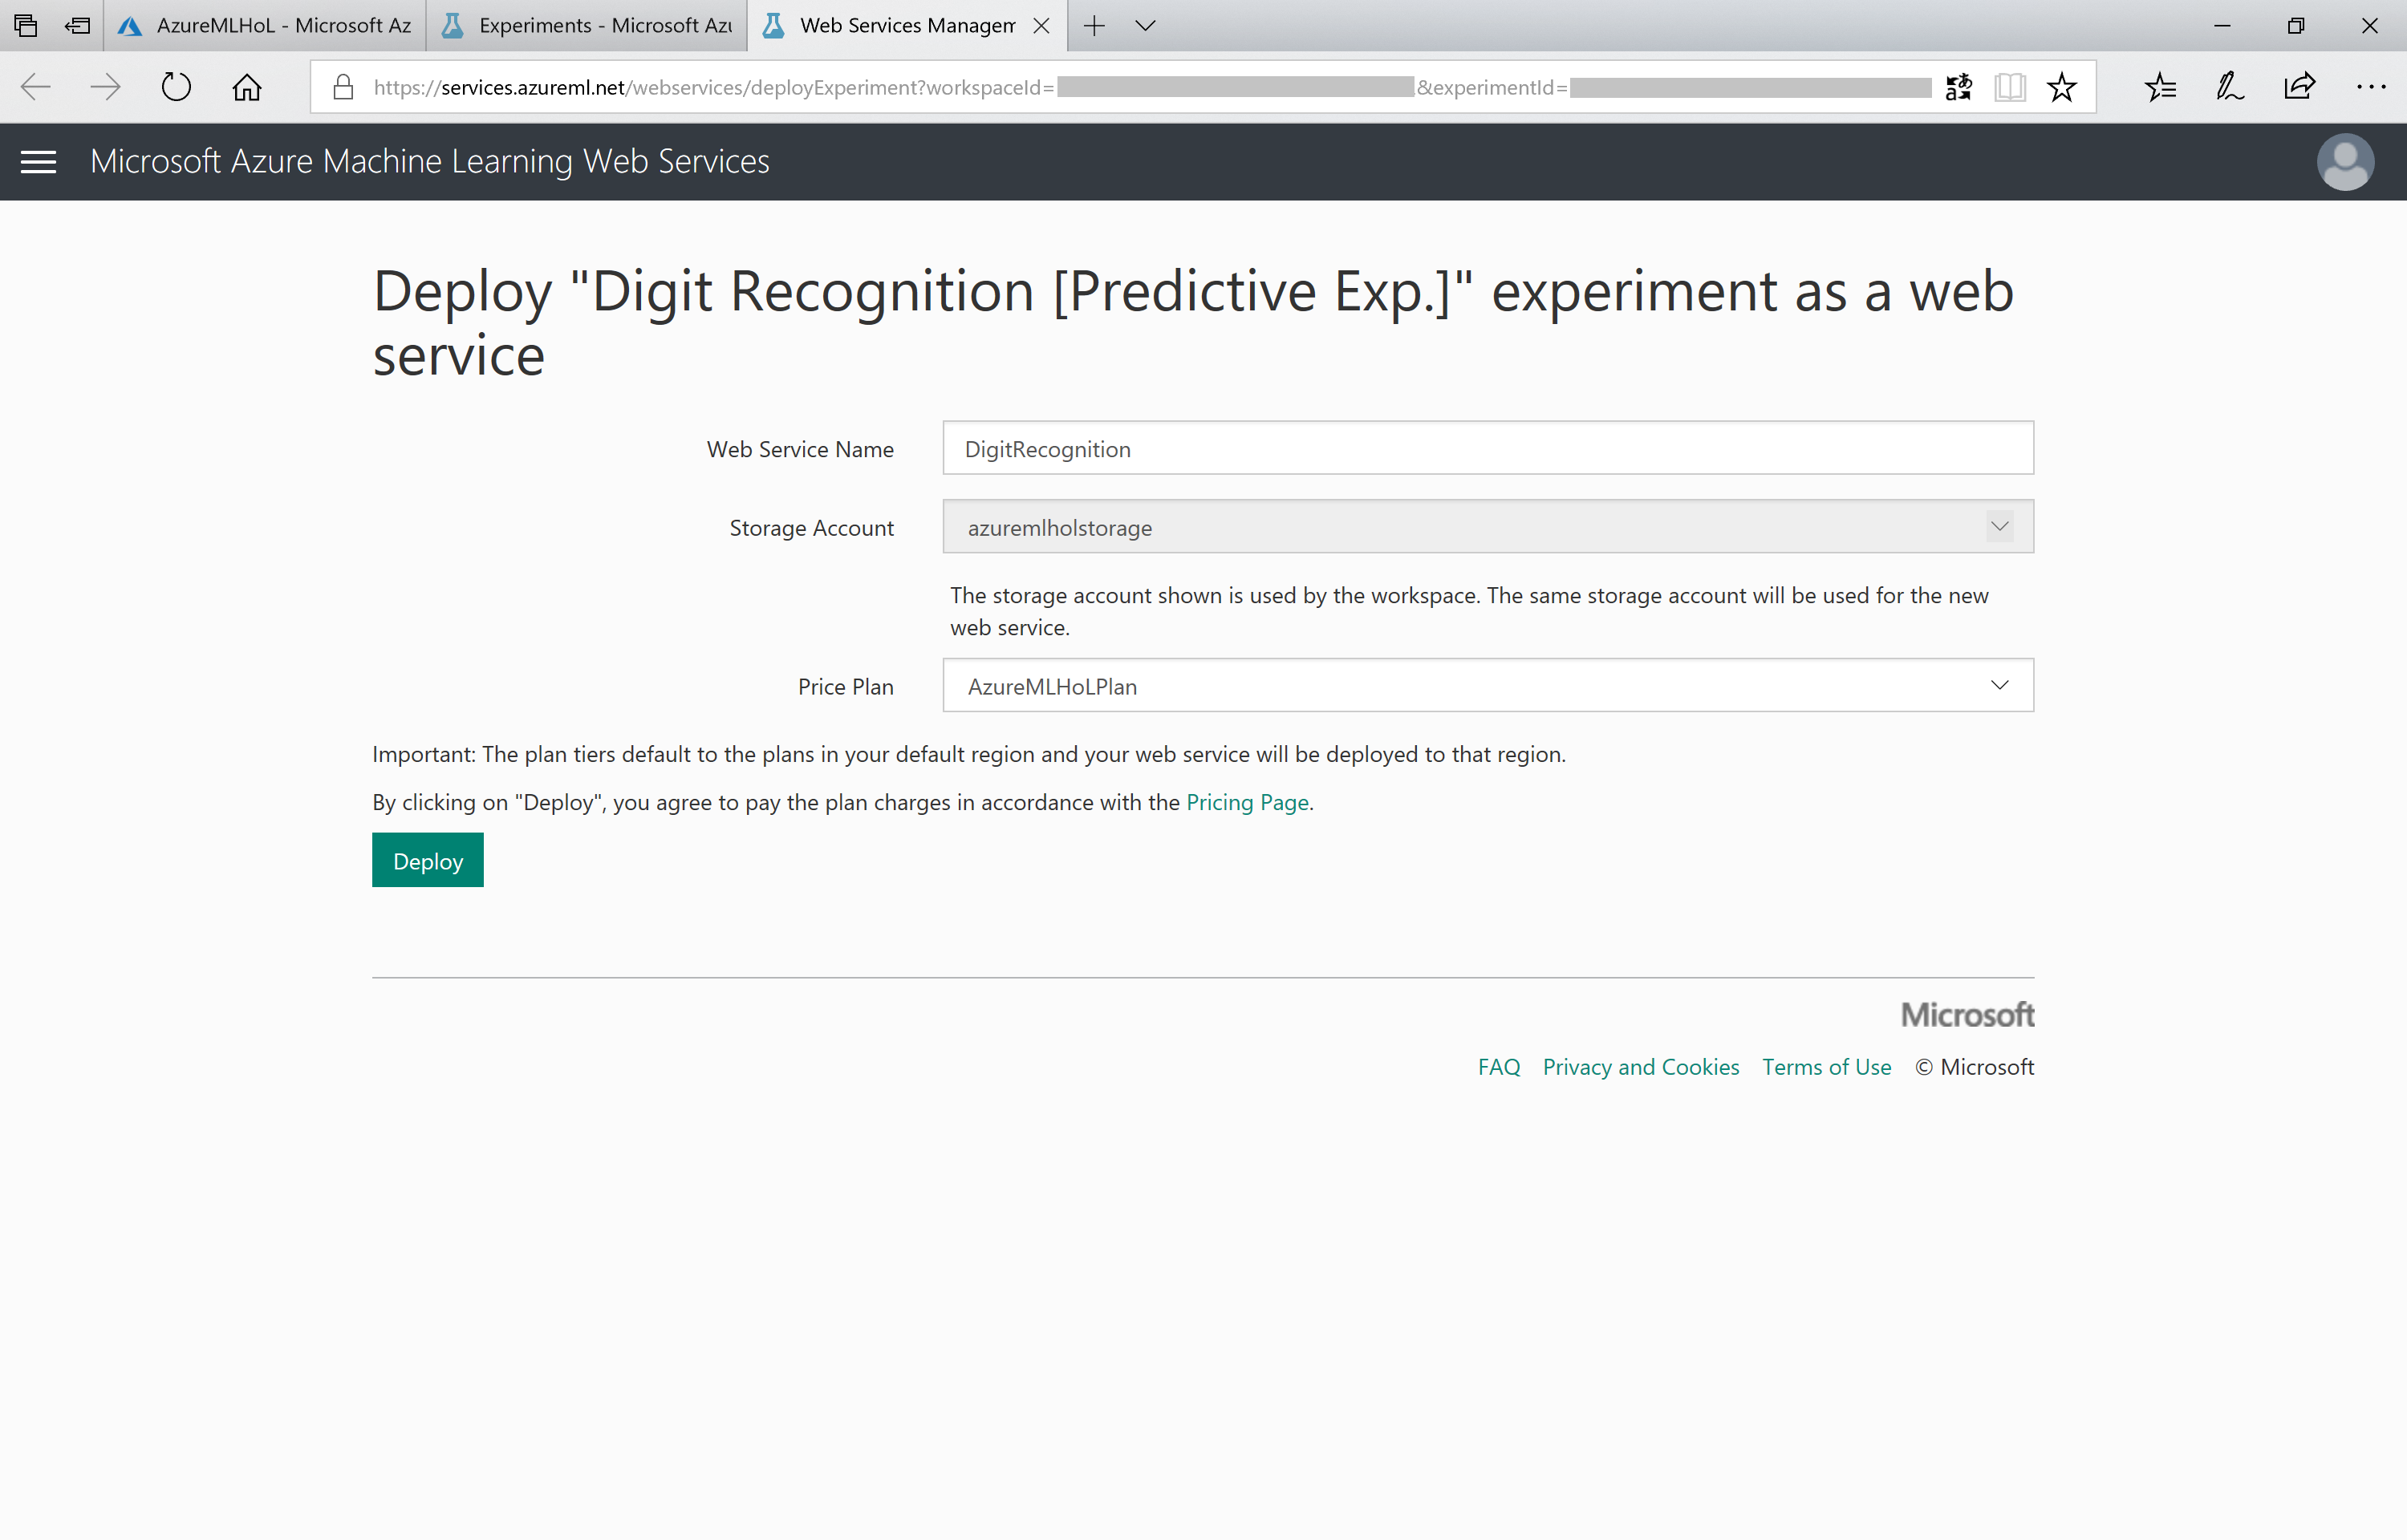 AzureMLHoL - Microsoft Az
Experiments - Microsoft Azu
Web Services Managem
https://services.azureml.net/webservices/deployExperiment?workspaceId= &experimentId=
Microsoft Azure Machine Learning Web Services
Deploy "Digit Recognition [Predictive Exp.]" experiment as a web
service
Web Service Name
DigitRecognition
Storage Account
azuremlholstorage
The storage account shown is used by the workspace. The same storage account will be used for the new
web service.
Price Plan
AzureMLHoLPlan
Important: The plan tiers default to the plans in your default region and your web service will be deployed to that region.
By clicking on "Deploy", you agree to pay the plan charges in accordance with the Pricing Page.
Deploy
Microsoft
FAQ Privacy and Cookies Terms of Use © Microsoft